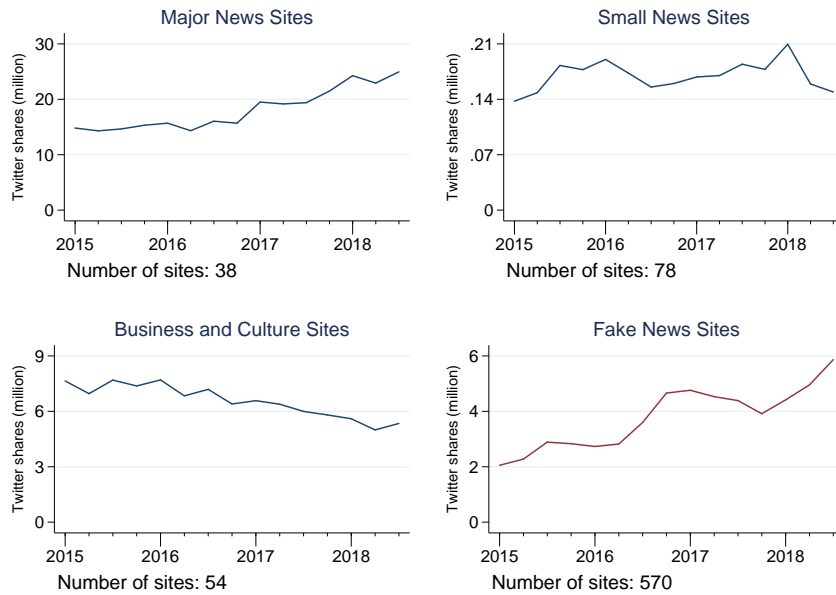 Major News Sites
Twitter shares (million)
30
20
10
0
2015 2016 2017 2018
Number of sites: 38
Small News Sites
Twitter shares (million)
.21
.14
.07
0
2015 2016 2017 2018
Number of sites: 78
Business and Culture Sites
Twitter shares (million)
9
6
3
0
2015 2016 2017 2018
Number of sites: 54
Fake News Sites
Twitter shares (million)
6
4
2
0
2015 2016 2017 2018
Number of sites: 570